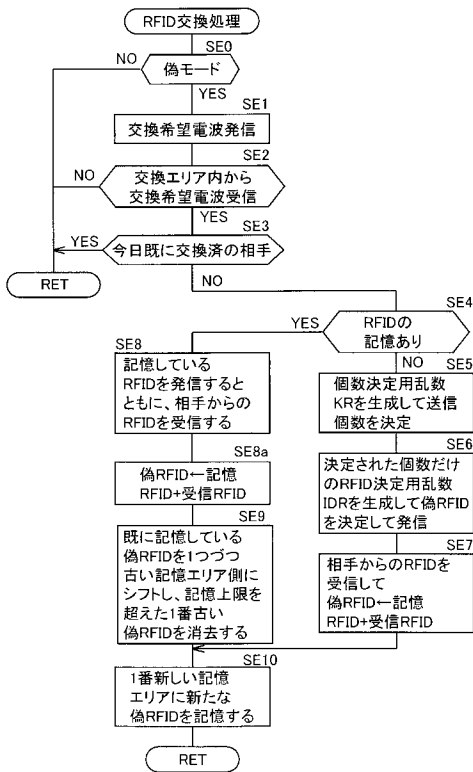 RFID交換処理
SE0
NO
偽モード
YES
SE1
交換希望電波発信
SE2
NO
交換エリア内から
交換希望電波受信
YES
SE3
YES
今日既に交換済の相手
RET
NO
SE4
YES
RFIDの
記憶あり
NO
SE8
記憶している
RFIDを発信すると
ともに、相手からの
RFIDを受信する
SE5
個数決定用乱数
KRを生成して送信
個数を決定
SE8a
偽RFID←記憶
RFID+受信RFID
SE6
決定された個数だけ
のRFID決定用乱数
IDRを生成して偽RFID
を決定して発信
SE9
既に記憶している
偽RFIDを1つづつ
古い記憶エリア側に
シフトし、記憶上限を
超えた1番古い
偽RFIDを消去する
SE7
相手からのRFIDを
受信して
偽RFID←記憶
RFID+受信RFID
SE10
1番新しい記憶
エリアに新たな
偽RFIDを記憶する
RET